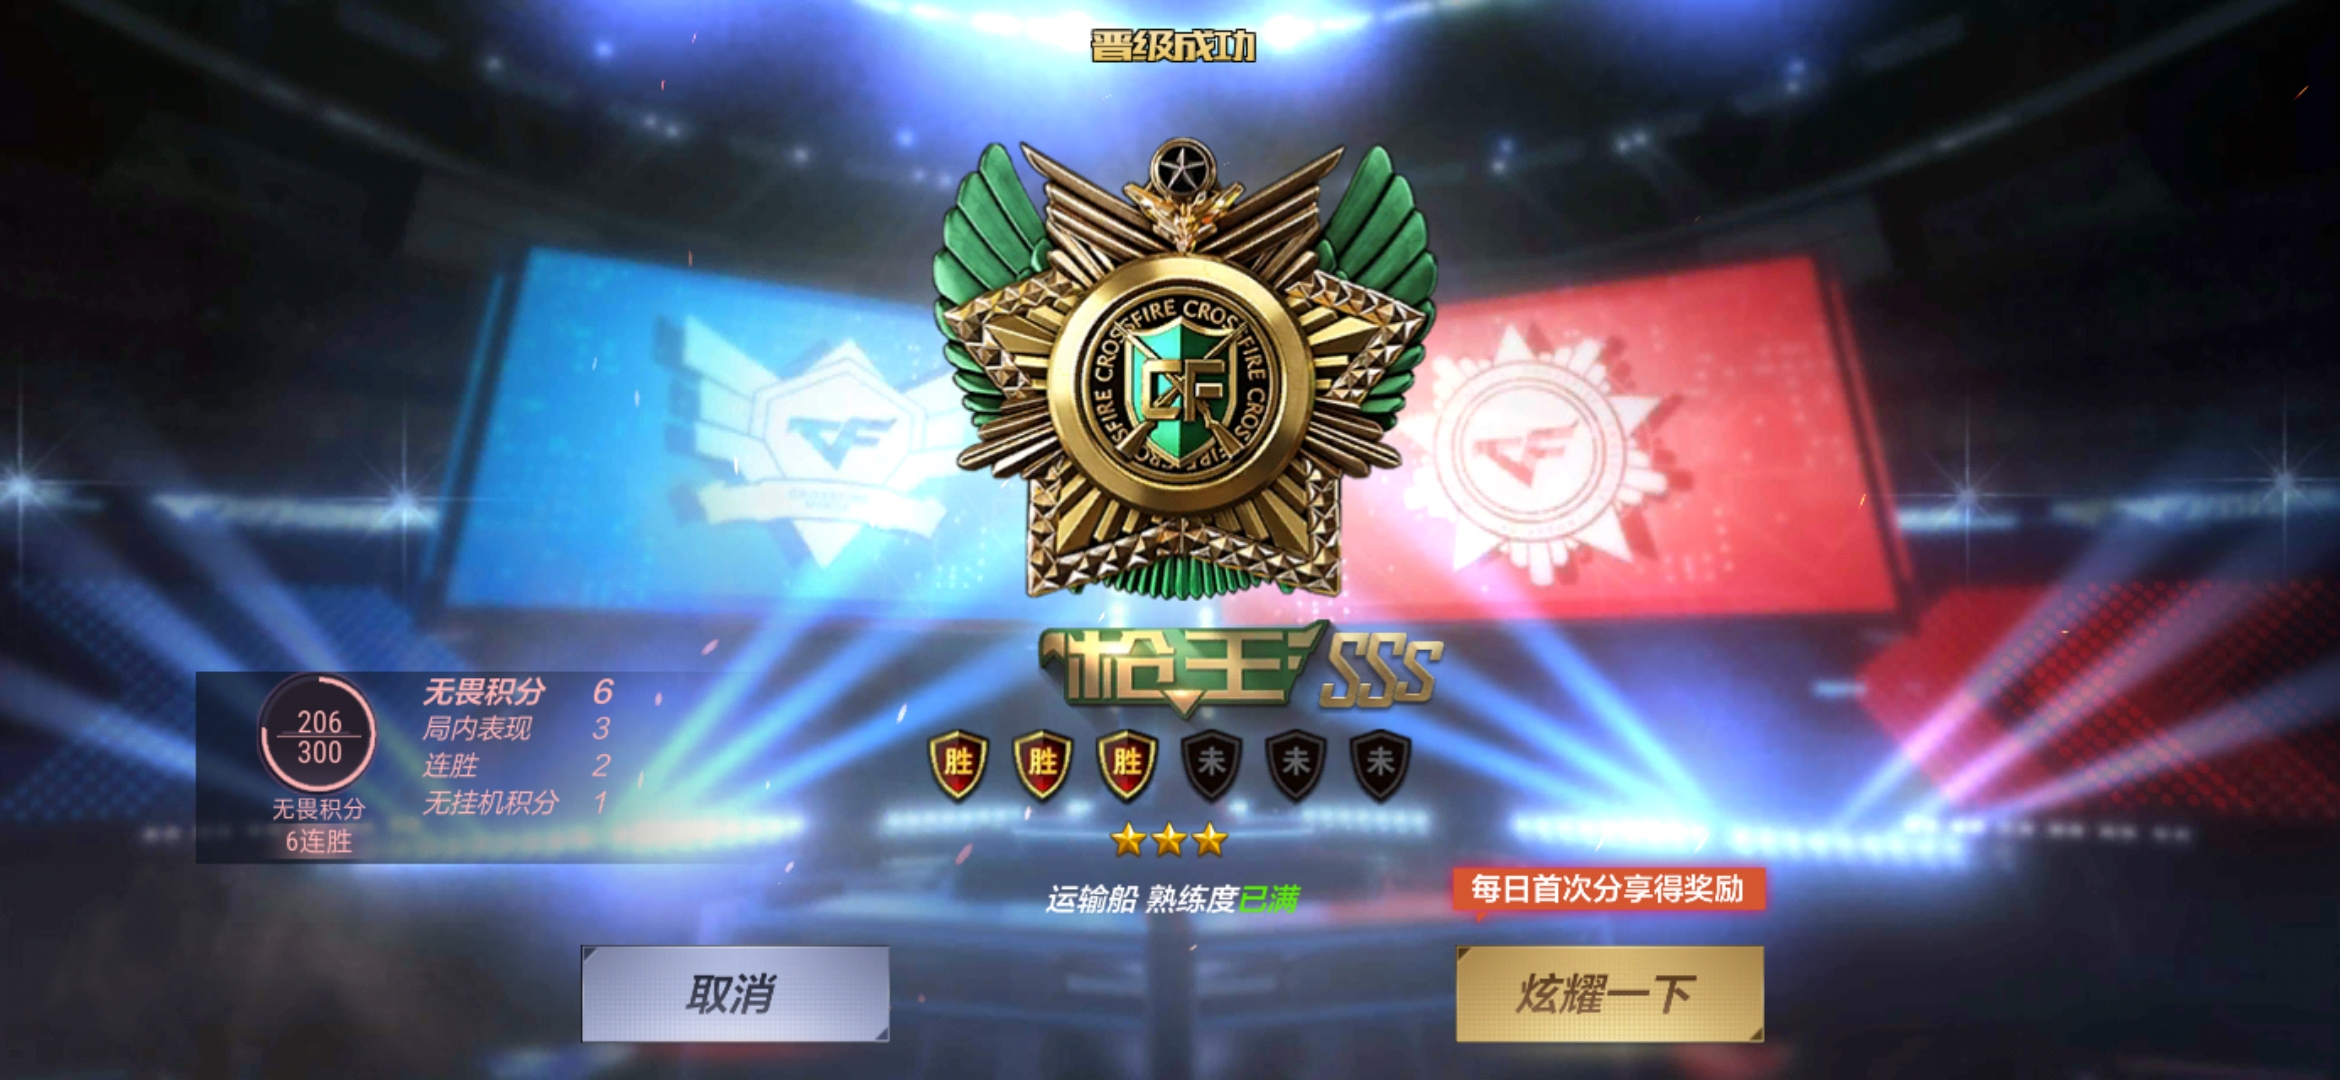 晋级成功
CROSSFIRE CROSSFIRE CROSSFIRE CROSSFIRE
CF
CF
CF
枪王 SSS
胜 胜 胜 未 未 未
206
300
无畏积分
6连胜
无畏积分 6
局内表现 3
连胜 2
无挂机积分 1
运输船 熟练度已满
每日首次分享得奖励
取消
炫耀一下